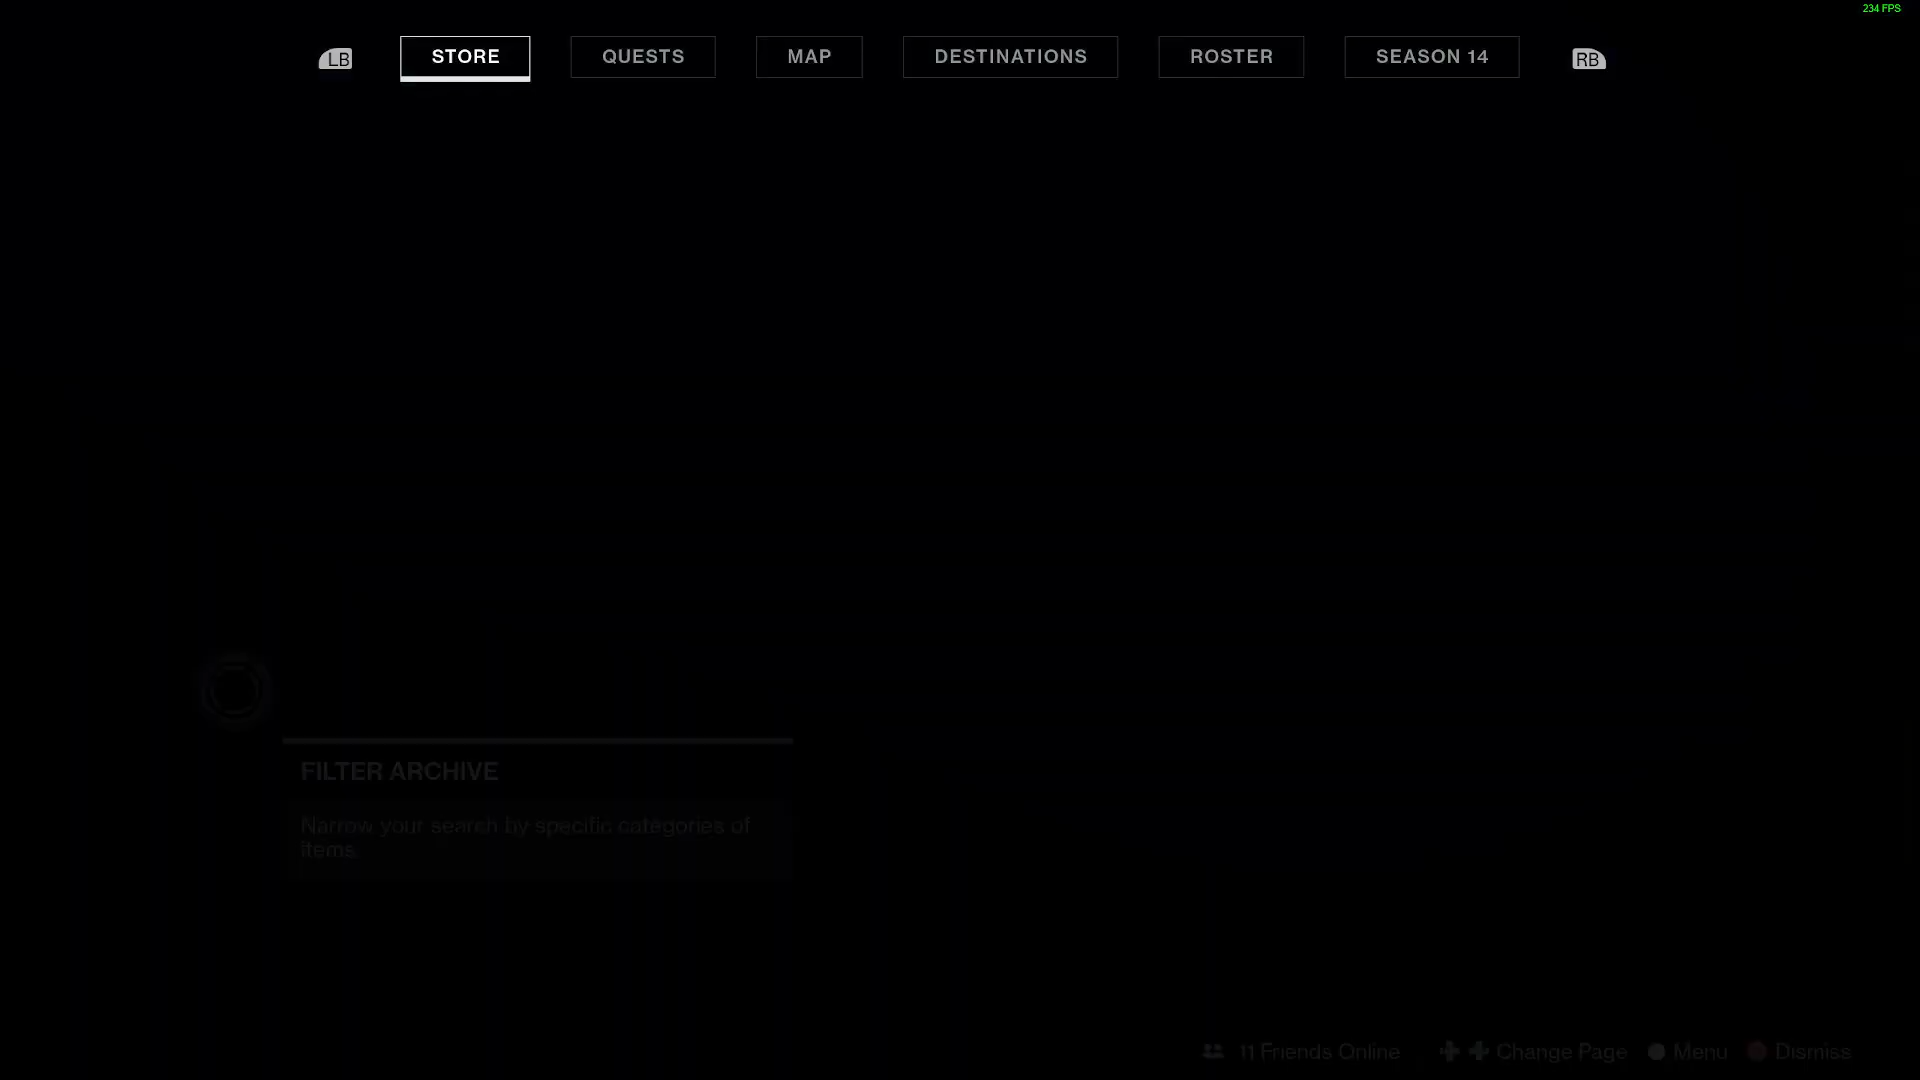 234 FPS
LB STORE QUESTS MAP DESTINATIONS ROSTER SEASON 14 RB
FILTER ARCHIVE
Narrow your search by specific categories of
items.
11 Friends Online Change Page Menu Dismiss